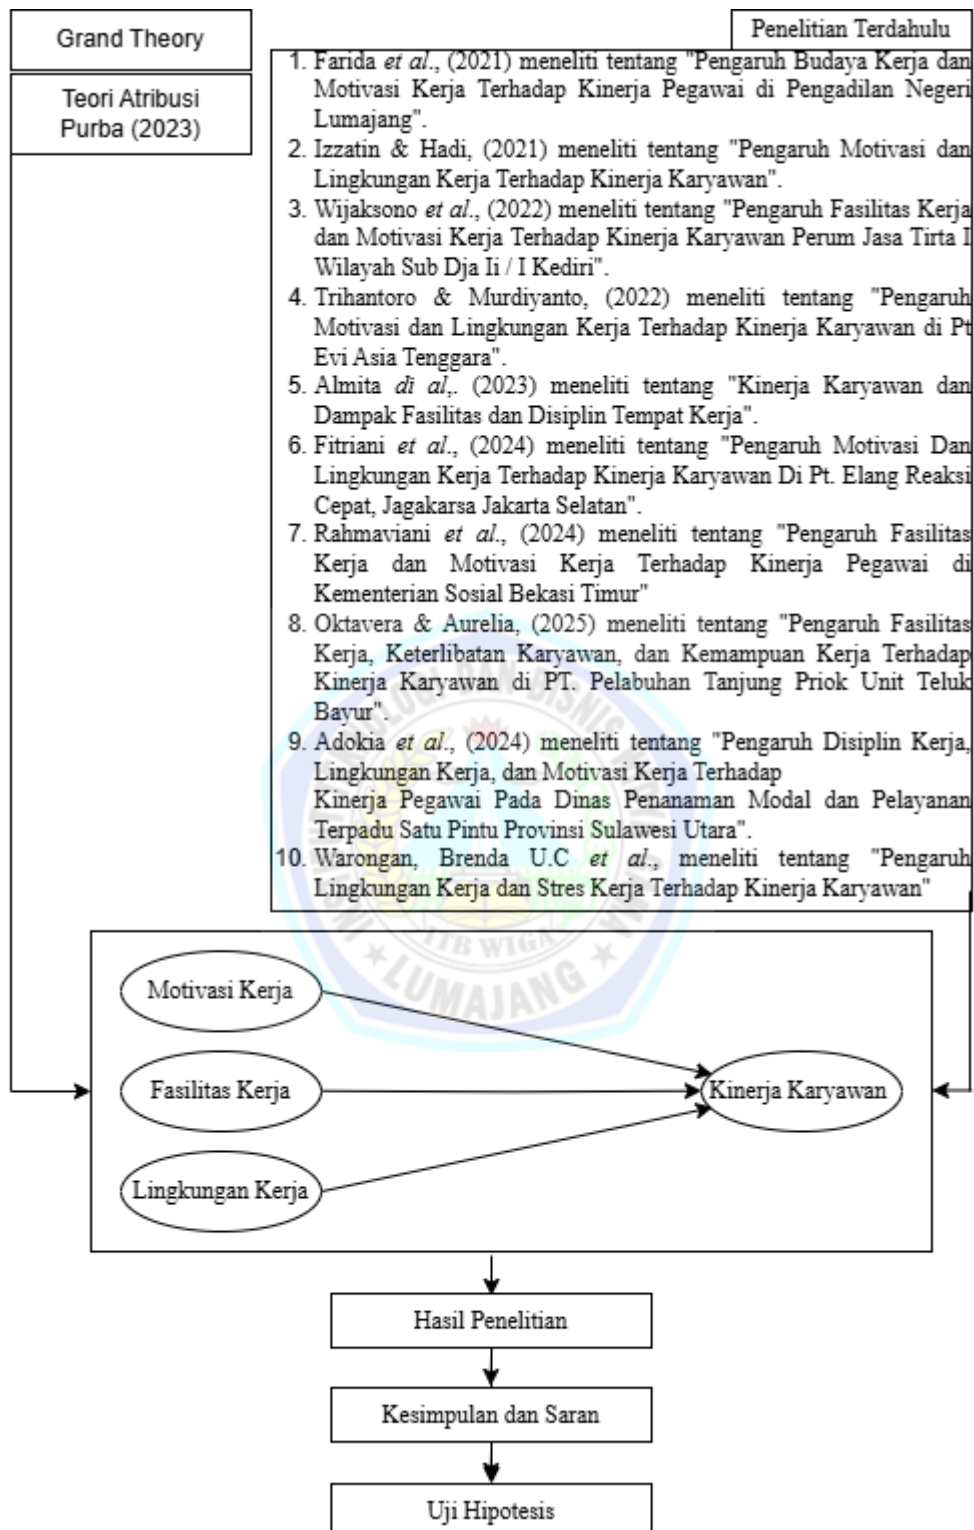 Grand Theory
Teori Atribusi
Purba (2023)
Penelitian Terdahulu
1. Farida et al., (2021) meneliti tentang "Pengaruh Budaya Kerja dan
Motivasi Kerja Terhadap Kinerja Pegawai di Pengadilan Negeri
Lumajang".
2. Izzatin & Hadi, (2021) meneliti tentang "Pengaruh Motivasi dan
Lingkungan Kerja Terhadap Kinerja Karyawan".
3. Wijaksono et al., (2022) meneliti tentang "Pengaruh Fasilitas Kerja
dan Motivasi Kerja Terhadap Kinerja Karyawan Perum Jasa Tirta I
Wilayah Sub Dja Ii / I Kediri".
4. Trihantoro & Murdiyanto, (2022) meneliti tentang "Pengaruh
Motivasi dan Lingkungan Kerja Terhadap Kinerja Karyawan di Pt
Evi Asia Tenggara".
5. Almita di al,. (2023) meneliti tentang "Kinerja Karyawan dan
Dampak Fasilitas dan Disiplin Tempat Kerja".
6. Fitriani et al., (2024) meneliti tentang "Pengaruh Motivasi Dan
Lingkungan Kerja Terhadap Kinerja Karyawan Di Pt. Elang Reaksi
Cepat, Jagakarsa Jakarta Selatan".
7. Rahmaviani et al., (2024) meneliti tentang "Pengaruh Fasilitas
Kerja dan Motivasi Kerja Terhadap Kinerja Pegawai di
Kementerian Sosial Bekasi Timur"
8. Oktavera & Aurelia, (2025) meneliti tentang "Pengaruh Fasilitas
Kerja, Keterlibatan Karyawan, dan Kemampuan Kerja Terhadap
Kinerja Karyawan di PT. Pelabuhan Tanjung Priok Unit Teluk
Bayur".
9. Adokia et al., (2024) meneliti tentang "Pengaruh Disiplin Kerja,
Lingkungan Kerja, dan Motivasi Kerja Terhadap
Kinerja Pegawai Pada Dinas Penanaman Modal dan Pelayanan
Terpadu Satu Pintu Provinsi Sulawesi Utara".
10. Warongan, Brenda U.C et al., meneliti tentang "Pengaruh
Lingkungan Kerja dan Stres Kerja Terhadap Kinerja Karyawan"
ITB WIGA
LUMAJANG
Motivasi Kerja
Fasilitas Kerja
Kinerja Karyawan
Lingkungan Kerja
Hasil Penelitian
Kesimpulan dan Saran
Uji Hipotesis